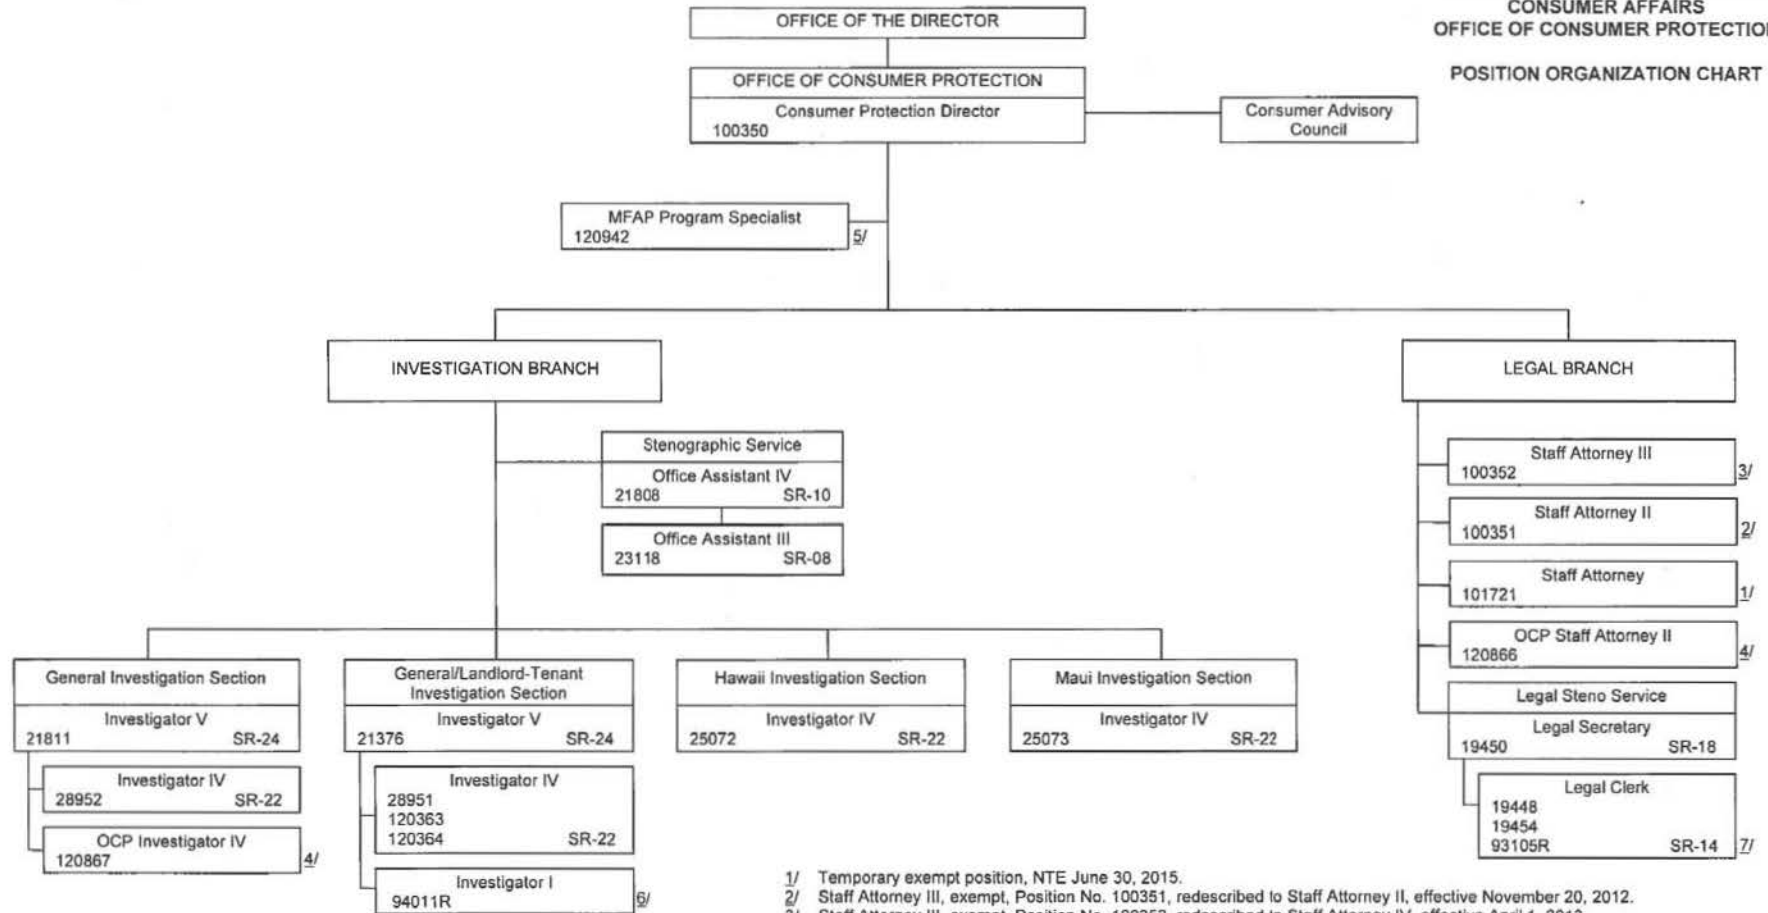 CONSUMER AFFAIRS
OFFICE OF CONSUMER PROTECTION
POSITION ORGANIZATION CHART
OFFICE OF THE DIRECTOR
OFFICE OF CONSUMER PROTECTION
Consumer Protection Director
100350
Consumer Advisory
Council
MFAP Program Specialist
120942
5/
INVESTIGATION BRANCH
LEGAL BRANCH
Stenographic Service
Office Assistant IV
21808 SR-10
Office Assistant III
23118 SR-08
Staff Attorney III
100352
3/
Staff Attorney II
100351
2/
Staff Attorney
101721
1/
OCP Staff Attorney II
120866
4/
Legal Steno Service
Legal Secretary
19450 SR-18
Legal Clerk
19448
19454
93105R SR-14
7/
General Investigation Section
Investigator V
21811 SR-24
Investigator IV
28952 SR-22
OCP Investigator IV
120867
4/
General/Landlord-Tenant
Investigation Section
Investigator V
21376 SR-24
Investigator IV
28951
120363
120364 SR-22
Investigator I
94011R
6/
Hawaii Investigation Section
Investigator IV
25072 SR-22
Maui Investigation Section
Investigator IV
25073 SR-22
1/ Temporary exempt position, NTE June 30, 2015.
2/ Staff Attorney III, exempt, Position No. 100351, redescribed to Staff Attorney II, effective November 20, 2012.